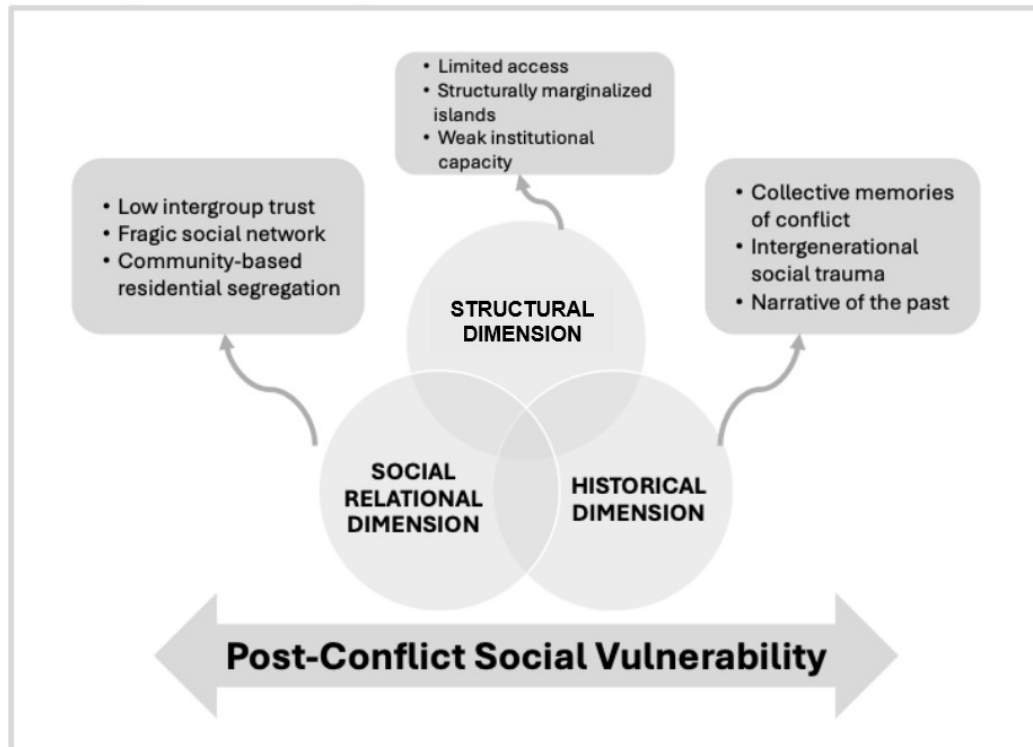 • Limited access
• Structurally marginalized
islands
• Weak institutional
capacity
• Low intergroup trust
• Fragic social network
• Community-based
residential segregation
• Collective memories
of conflict
• Intergenerational
social trauma
• Narrative of the past
STRUCTURAL
DIMENSION
SOCIAL
RELATIONAL
DIMENSION
HISTORICAL
DIMENSION
Post-Conflict Social Vulnerability